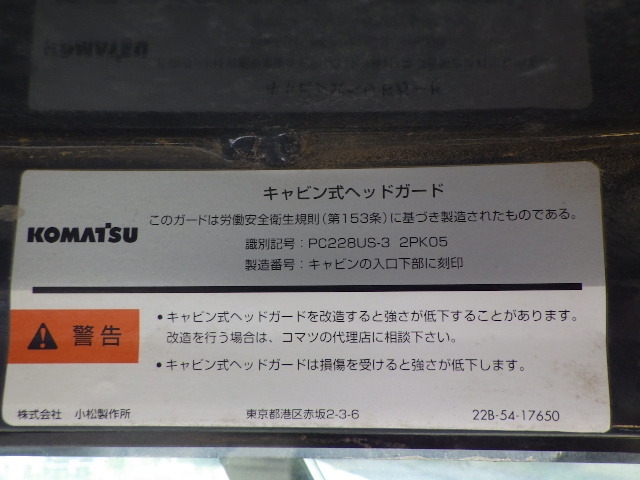 キャビン式ヘッドガード
このガードは労働安全衛生規則(第153条)に基づき製造されたものである。
KOMATSU
識別記号:PC228US-3 2PK05
製造番号:キャビンの入口下部に刻印
警告
•キャビン式ヘッドガードを改造すると強さが低下することがあります。
改造を行う場合は、コマツの代理店に相談下さい。
•キャビン式ヘッドガードは損傷を受けると強さが低下します。
株式会社 小松製作所 東京都港区赤坂2-3-6 22B-54-17650